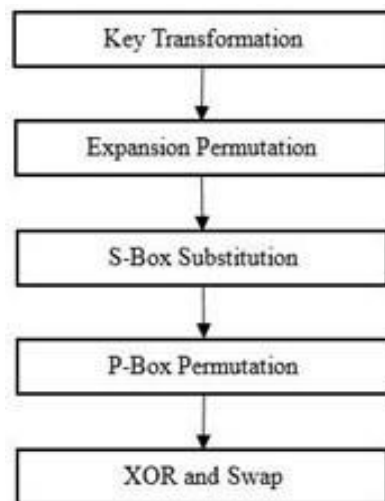 Key Transformation
Expansion Permutation
S-Box Substitution
P-Box Permutation
XOR and Swap